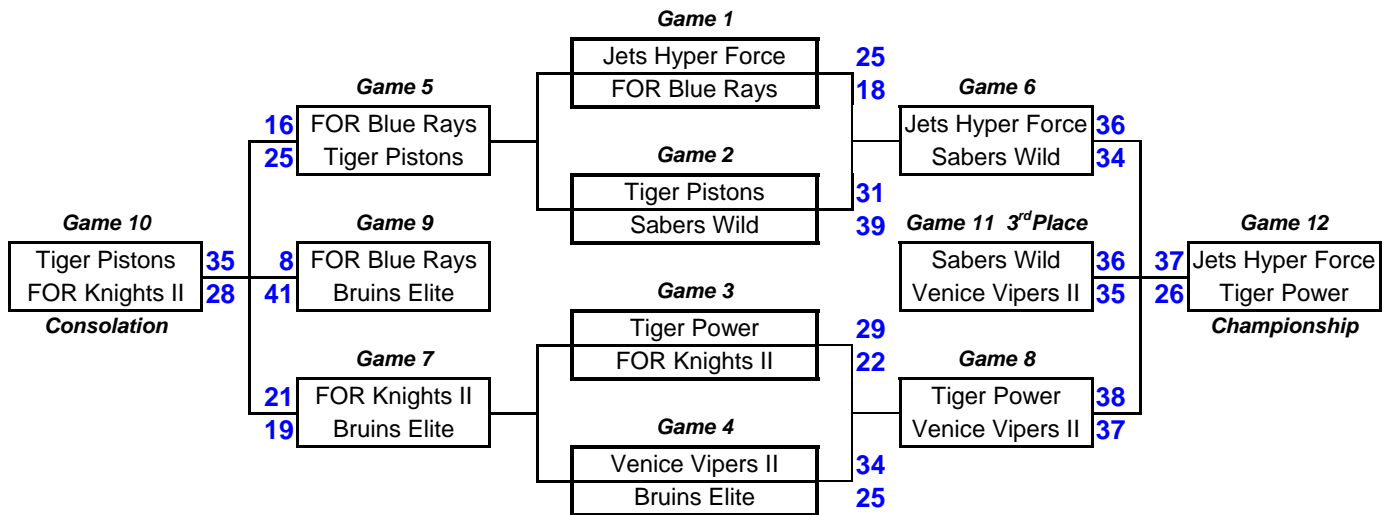 Game 1
Jets Hyper Force 25
FOR Blue Rays 18
Game 5
16 FOR Blue Rays
25 Tiger Pistons
Game 6
Jets Hyper Force 36
Sabers Wild 34
Game 2
Tiger Pistons 31
Sabers Wild 39
Game 10
Tiger Pistons 35
FOR Knights II 28
Consolation
Game 9
8 FOR Blue Rays
41 Bruins Elite
Game 11 3rd Place
Sabers Wild 36
Venice Vipers II 35
Game 12
37 Jets Hyper Force
26 Tiger Power
Championship
Game 3
Tiger Power 29
FOR Knights II 22
Game 7
21 FOR Knights II
19 Bruins Elite
Game 8
Tiger Power 38
Venice Vipers II 37
Game 4
Venice Vipers II 34
Bruins Elite 25